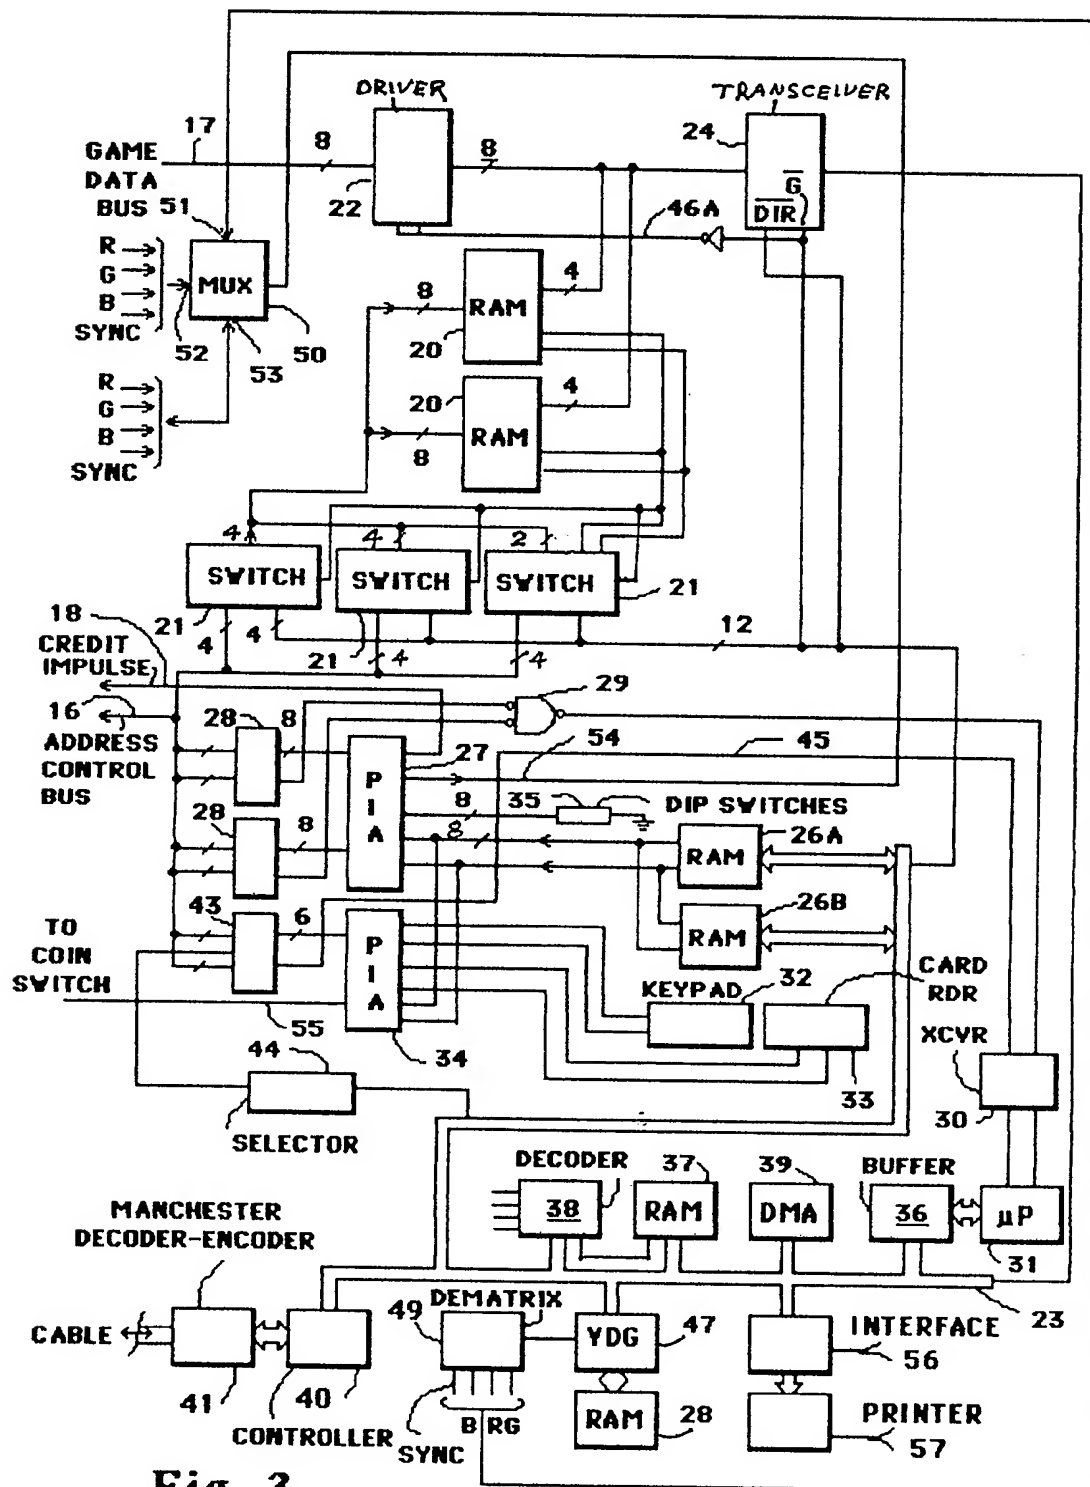 DRIVER
TRANSCEIVER
17
8
8
24
GAME
DATA
BUS
51
22
G
DIR
46A
R
G
B
SYNC
MUX
52
53
50
8
RAM
4
20
R
G
B
SYNC
20
4
RAM
8
4
4
2
SWITCH
SWITCH
SWITCH
21
21
21
18
4
4
4
4
12
CREDIT
IMPULSE
16
ADDRESS
CONTROL
BUS
28
8
29
27
54
45
PIA
8
35
DIP SWITCHES
28
8
8
RAM
26A
43
6
PIA
RAM
26B
TO
COIN
SWITCH
55
34
KEYPAD
32
CARD
RDR
33
XCVR
30
44
SELECTOR
DECODER
38
37
RAM
39
DMA
BUFFER
36
μP
31
MANCHESTER
DECODER-ENCODER
23
CABLE
41
40
CONTROLLER
DEMATRIX
49
VDG
47
INTERFACE
56
SYNC
B RG
RAM
28
PRINTER
57